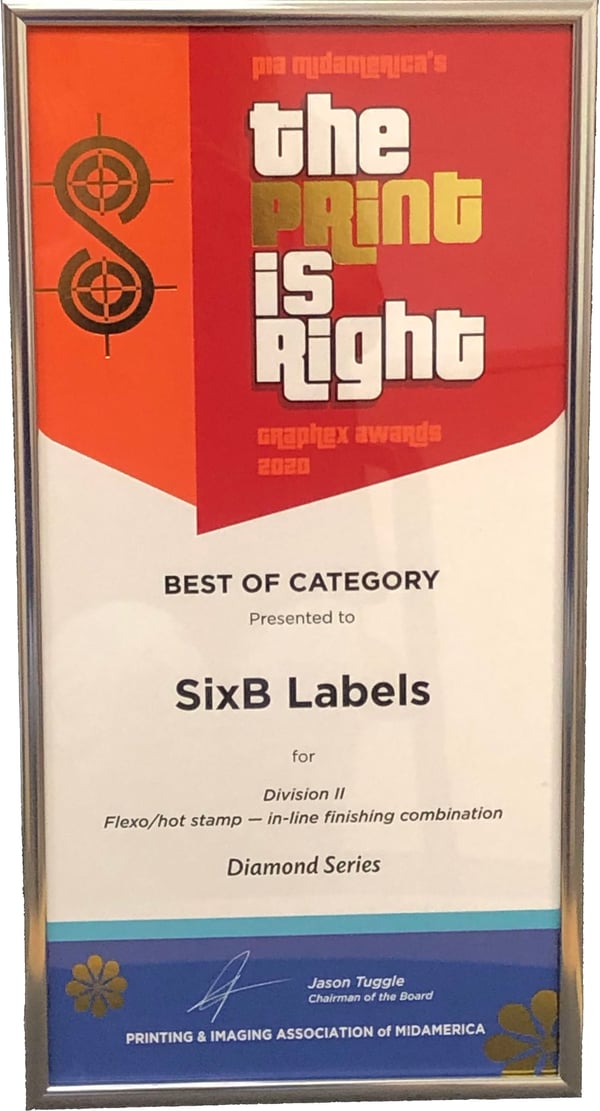 pia midamerica's
the
PRint
is
Right
Graphex awards
2020
BEST OF CATEGORY
Presented to
SixB Labels
for
Division II
Flexo/hot stamp — in-line finishing combination
Diamond Series
Jason Tuggle
Chairman of the Board
PRINTING & IMAGING ASSOCIATION of MIDAMERICA